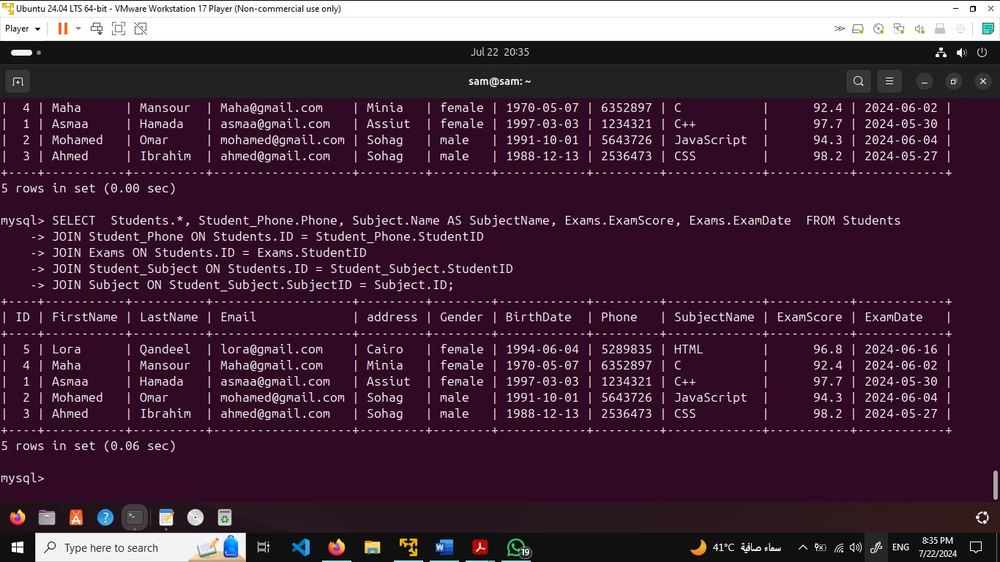 Ubuntu 24.04 LTS 64-bit - VMware Workstation 17 Player (Non-commercial use only)
Player
Jul 22 20:35
sam@sam: ~
|  4 | Maha      | Mansour  | Maha@gmail.com    | Minia   | female | 1970-05-07 | 6352897 | C           |      92.4 | 2024-06-02 |
|  1 | Asmaa     | Hamada   | asmaa@gmail.com   | Assiut  | female | 1997-03-03 | 1234321 | C++         |      97.7 | 2024-05-30 |
|  2 | Mohamed   | Omar     | mohamed@gmail.com | Sohag   | male   | 1991-10-01 | 5643726 | JavaScript  |      94.3 | 2024-06-04 |
|  3 | Ahmed     | Ibrahim  | ahmed@gmail.com   | Sohag   | male   | 1988-12-13 | 2536473 | CSS         |      98.2 | 2024-05-27 |
+----+-----------+----------+-------------------+---------+--------+------------+---------+-------------+-----------+------------+
5 rows in set (0.00 sec)
mysql> SELECT  Students.*, Student_Phone.Phone, Subject.Name AS SubjectName, Exams.ExamScore, Exams.ExamDate  FROM Students
    -> JOIN Student_Phone ON Students.ID = Student_Phone.StudentID
    -> JOIN Exams ON Students.ID = Exams.StudentID
    -> JOIN Student_Subject ON Students.ID = Student_Subject.StudentID
    -> JOIN Subject ON Student_Subject.SubjectID = Subject.ID;
+----+-----------+----------+-------------------+---------+--------+------------+---------+-------------+-----------+------------+
| ID | FirstName | LastName | Email             | address | Gender | BirthDate  | Phone   | SubjectName | ExamScore | ExamDate   |
+----+-----------+----------+-------------------+---------+--------+------------+---------+-------------+-----------+------------+
|  5 | Lora      | Qandeel  | lora@gmail.com    | Cairo   | female | 1994-06-04 | 5289835 | HTML        |      96.8 | 2024-06-16 |
|  4 | Maha      | Mansour  | Maha@gmail.com    | Minia   | female | 1970-05-07 | 6352897 | C           |      92.4 | 2024-06-02 |
|  1 | Asmaa     | Hamada   | asmaa@gmail.com   | Assiut  | female | 1997-03-03 | 1234321 | C++         |      97.7 | 2024-05-30 |
|  2 | Mohamed   | Omar     | mohamed@gmail.com | Sohag   | male   | 1991-10-01 | 5643726 | JavaScript  |      94.3 | 2024-06-04 |
|  3 | Ahmed     | Ibrahim  | ahmed@gmail.com   | Sohag   | male   | 1988-12-13 | 2536473 | CSS         |      98.2 | 2024-05-27 |
+----+-----------+----------+-------------------+---------+--------+------------+---------+-------------+-----------+------------+
5 rows in set (0.06 sec)
mysql>
Type here to search
19
41°C سماء صافية
ENG
8:35 PM
7/22/2024